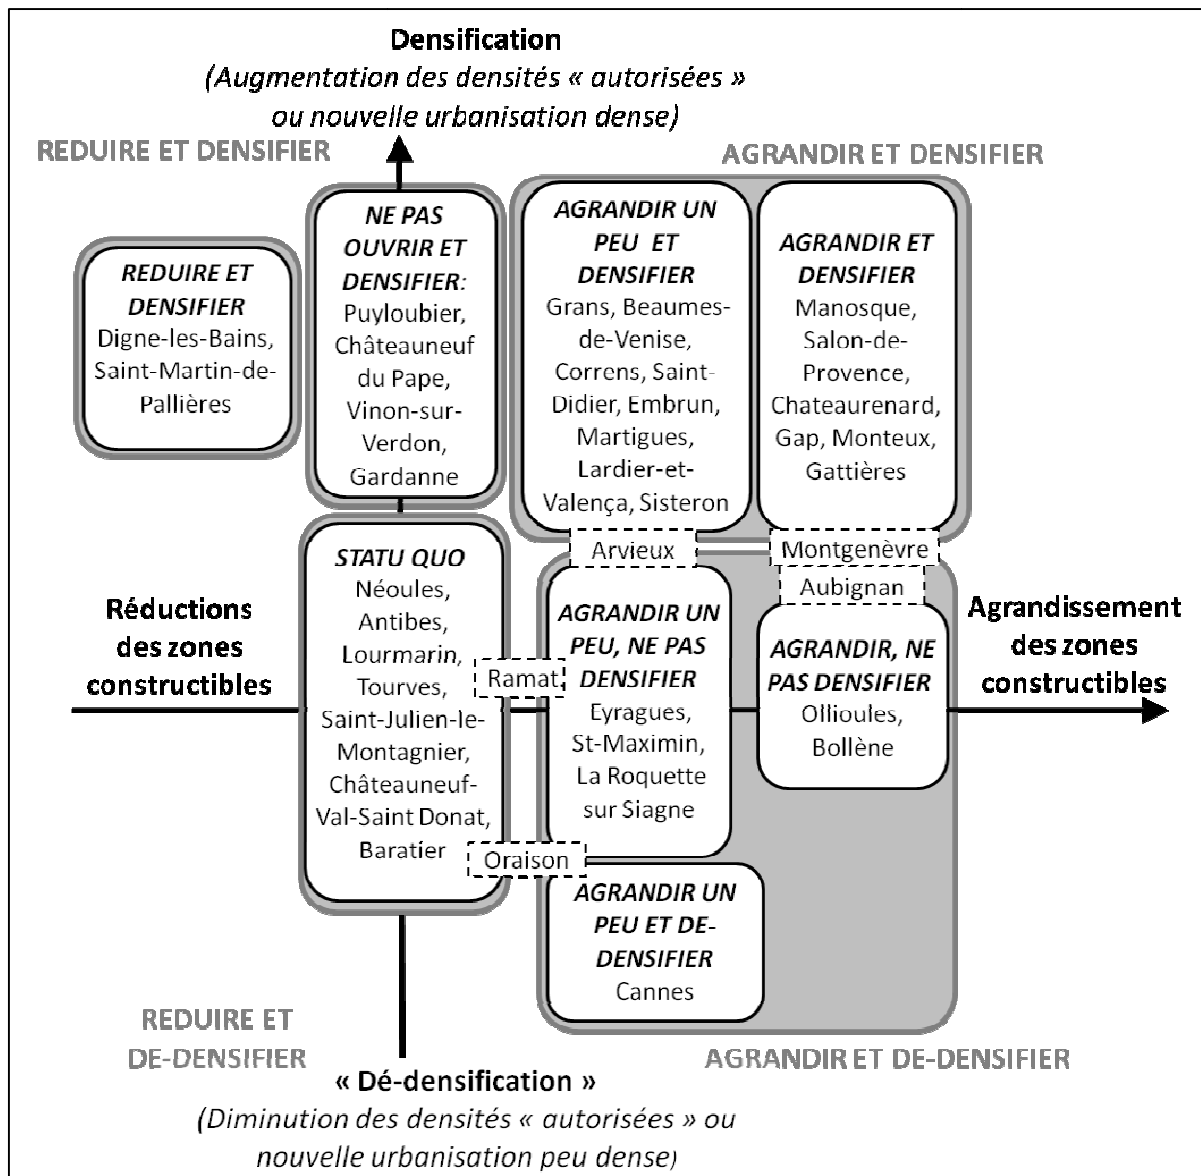 Densification
(Augmentation des densités « autorisées »
ou nouvelle urbanisation dense)
REDUIRE ET DENSIFIER
AGRANDIR ET DENSIFIER
REDUIRE ET
DENSIFIER
Digne-les-Bains,
Saint-Martin-de-
Pallières
NE PAS
OUVRIR ET
DENSIFIER:
Puyloubier,
Châteauneuf
du Pape,
Vinon-sur-
Verdon,
Gardanne
AGRANDIR UN
PEU ET
DENSIFIER
Grans, Beaumes-
de-Venise,
Correns, Saint-
Didier, Embrun,
Martigues,
Lardier-et-
Valença, Sisteron
AGRANDIR ET
DENSIFIER
Manosque,
Salon-de-
Provence,
Chateaurenard,
Gap, Monteux,
Gattières
Arvieux
Montgenèvre
Aubignan
Réductions
des zones
constructibles
STATU QUO
Néoules,
Antibes,
Lourmarin,
Tourves,
Saint-Julien-le-
Montagnier,
Châteauneuf-
Val-Saint Donat,
Baratier
Ramat.
Oraison
AGRANDIR UN
PEU, NE PAS
DENSIFIER
Eyragues,
St-Maximin,
La Roquette
sur Siagne
AGRANDIR, NE
PAS DENSIFIER
Ollioules,
Bollène
Agrandissement
des zones
constructibles
AGRANDIR UN
PEU ET DE-
DENSIFIER
Cannes
REDUIRE ET
DE-DENSIFIER
AGRANDIR ET DE-DENSIFIER
« Dé-densification »
(Diminution des densités « autorisées » ou
nouvelle urbanisation peu dense)